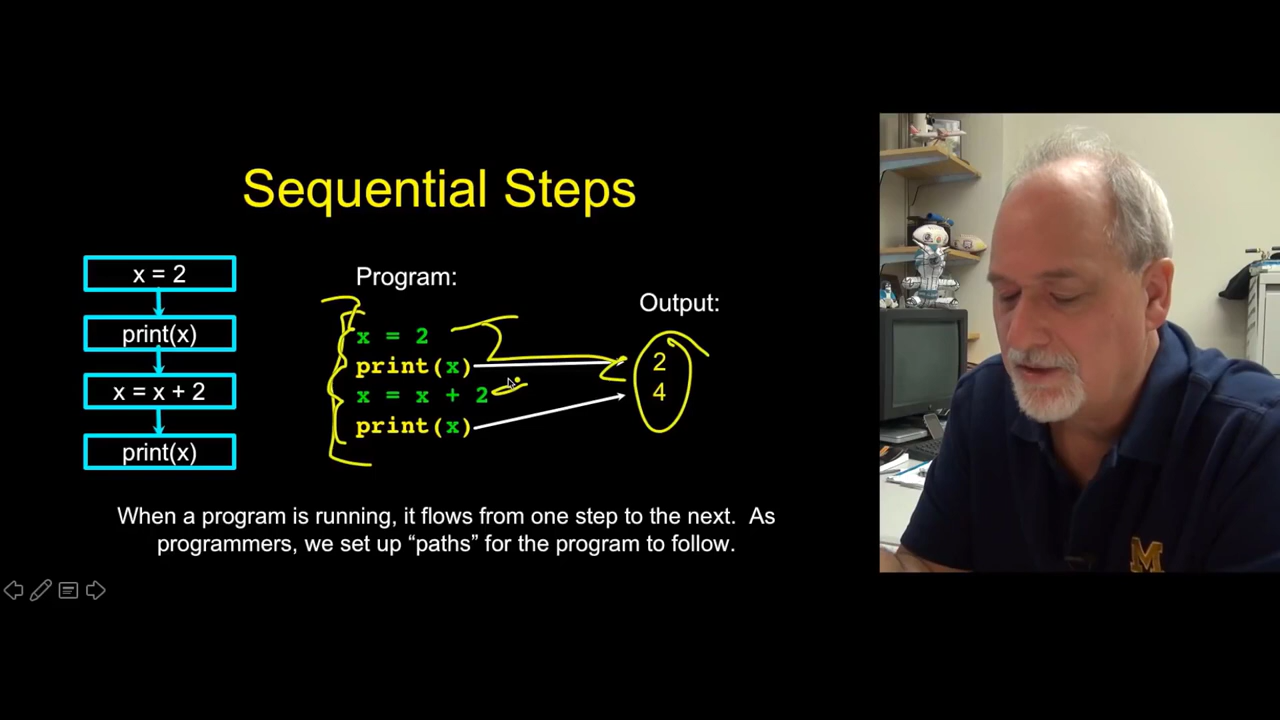 Sequential Steps
x = 2
print(x)
x = x + 2
print(x)
Program:
x = 2
print(x)
x = x + 2
print(x)
Output:
2
4
When a program is running, it flows from one step to the next. As
programmers, we set up “paths” for the program to follow.
M